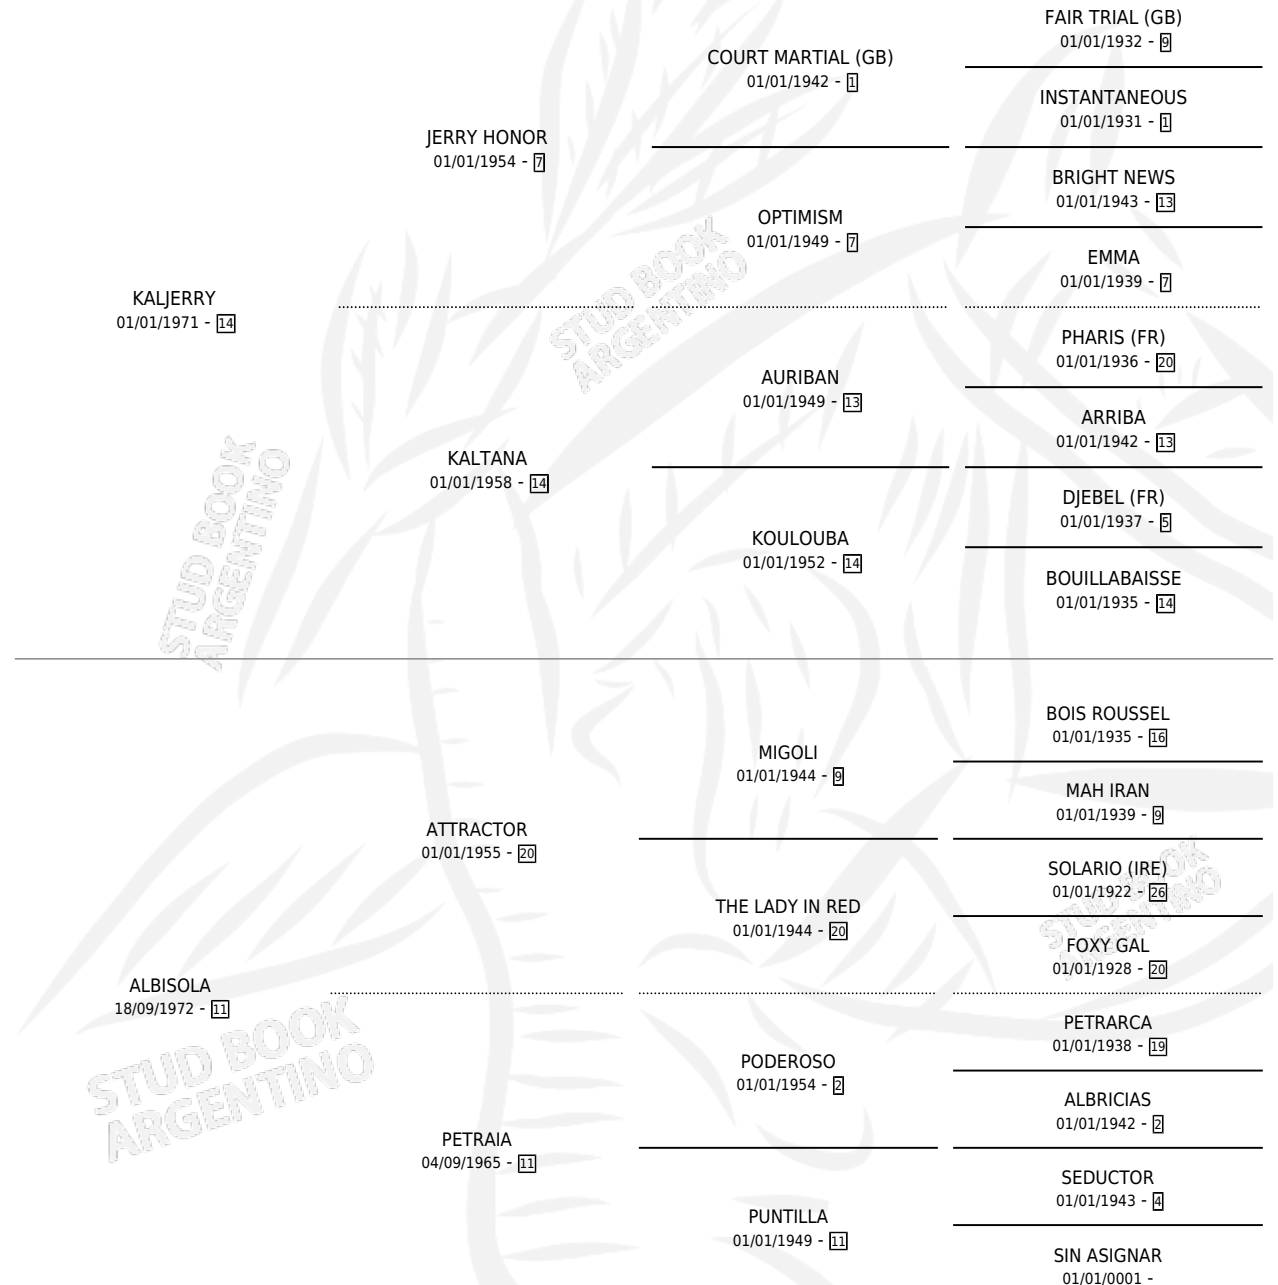 FAIR TRIAL (GB)
01/01/1932 - 9
COURT MARTIAL (GB)
01/01/1942 - 1
INSTANTANEOUS
01/01/1931 - 1
JERRY HONOR
01/01/1954 - 7
BRIGHT NEWS
01/01/1943 - 13
OPTIMISM
01/01/1949 - 7
EMMA
01/01/1939 - 7
KALJERRY
01/01/1971 - 14
PHARIS (FR)
01/01/1936 - 20
AURIBAN
01/01/1949 - 13
ARRIBA
01/01/1942 - 13
KALTANA
01/01/1958 - 14
DJEBEL (FR)
01/01/1937 - 5
KOULOUBA
01/01/1952 - 14
BOUILLABAISSE
01/01/1935 - 14
STUD BOOK
ARGENTINO
STUD BOOK
ARGENTINO
BOIS ROUSSEL
01/01/1935 - 16
MIGOLI
01/01/1944 - 9
MAH IRAN
01/01/1939 - 9
ATTRACTOR
01/01/1955 - 20
SOLARIO (IRE)
01/01/1922 - 26
THE LADY IN RED
01/01/1944 - 20
FOXY GAL
01/01/1928 - 20
ALBISOLA
18/09/1972 - 11
PETRARCA
01/01/1938 - 19
PODEROSO
01/01/1954 - 2
ALBRICIAS
01/01/1942 - 2
PETRAIA
04/09/1965 - 11
SEDUCTOR
01/01/1943 - 4
PUNTILLA
01/01/1949 - 11
SIN ASIGNAR
01/01/0001 -
STUD BOOK
ARGENTINO
STUD BOOK
ARGENTINO